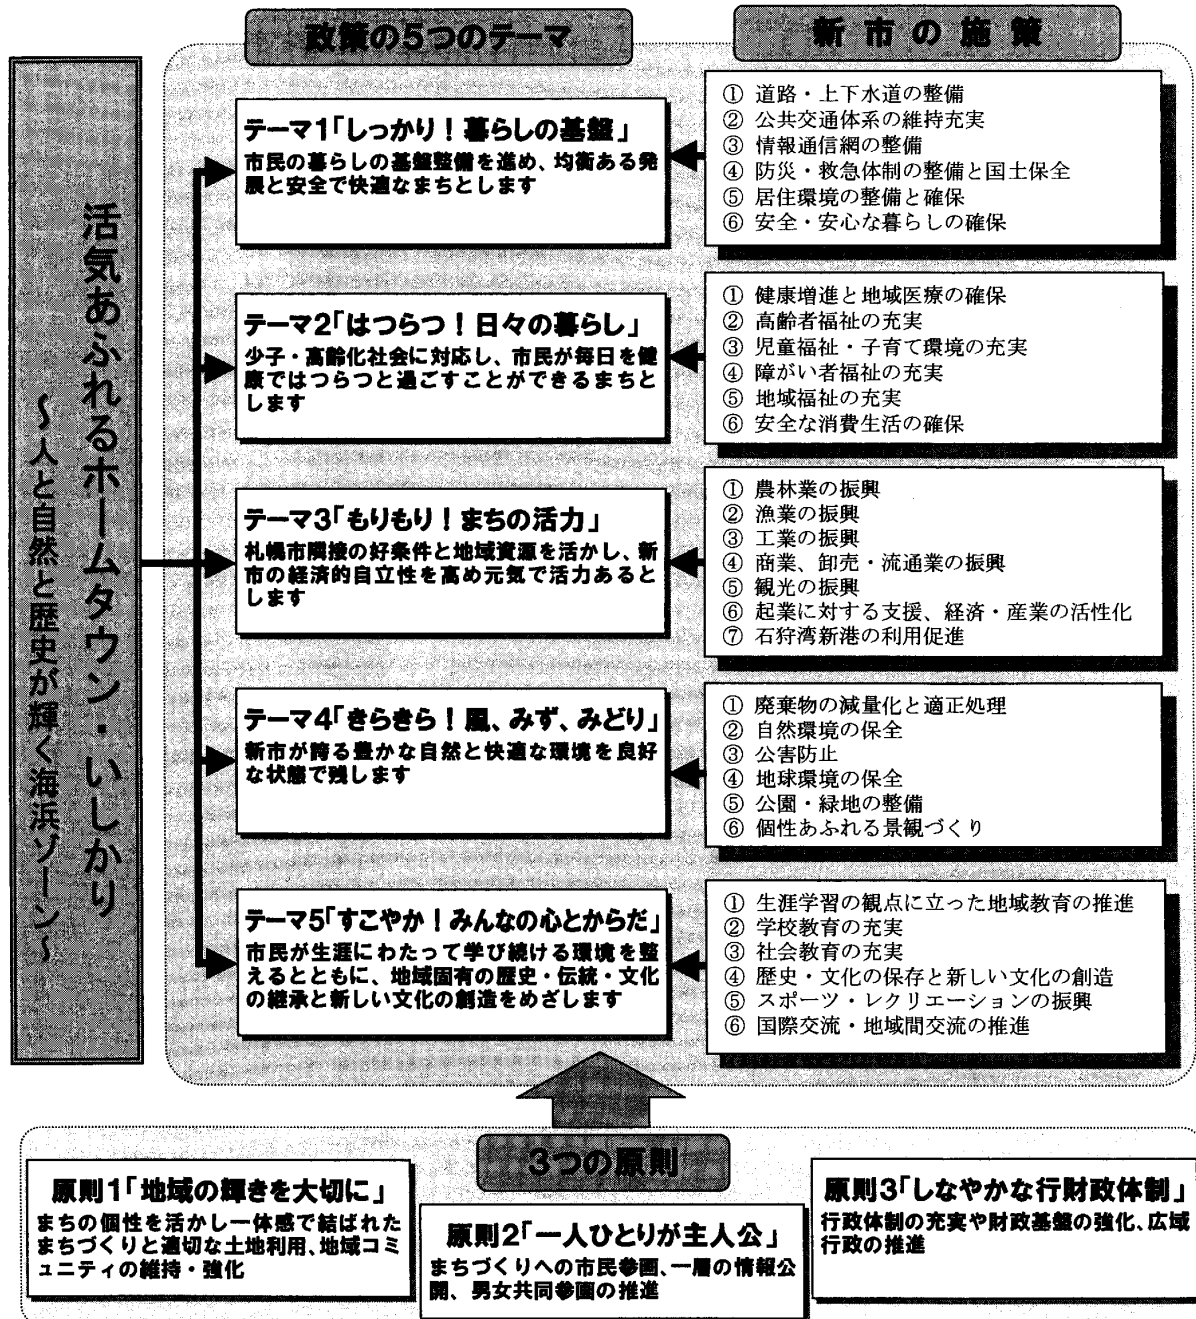 政策の5つのテーマ
新市の施策
活気あふれるホームタウン・いしかり
～人と自然と歴史が輝く海浜ゾーン～
テーマ1「しっかり！暮らしの基盤」
市民の暮らしの基盤整備を進め、均衡ある発
展と安全で快適なまちとします
① 道路・上下水道の整備
② 公共交通体系の維持充実
③ 情報通信網の整備
④ 防災・救急体制の整備と国土保全
⑤ 居住環境の整備と確保
⑥ 安全・安心な暮らしの確保
テーマ2「はつらつ！日々の暮らし」
少子・高齢化社会に対応し、市民が毎日を健
康ではつらつと過ごすことができるまちと
します
① 健康増進と地域医療の確保
② 高齢者福祉の充実
③ 児童福祉・子育て環境の充実
④ 障がい者福祉の充実
⑤ 地域福祉の充実
⑥ 安全な消費生活の確保
テーマ3「もりもり！まちの活力」
札幌市隣接の好条件と地域資源を活かし、新
市の経済的自立性を高め元気で活力あると
します
① 農林業の振興
② 漁業の振興
③ 工業の振興
④ 商業、卸売・流通業の振興
⑤ 観光の振興
⑥ 起業に対する支援、経済・産業の活性化
⑦ 石狩湾新港の利用促進
テーマ4「きらきら！風、みず、みどり」
新市が誇る豊かな自然と快適な環境を良好
な状態で残します
① 廃棄物の減量化と適正処理
② 自然環境の保全
③ 公害防止
④ 地球環境の保全
⑤ 公園・緑地の整備
⑥ 個性あふれる景観づくり
テーマ5「すこやか！みんなの心とからだ」
市民が生涯にわたって学び続ける環境を整
えるとともに、地域固有の歴史・伝統・文化
の継承と新しい文化の創造をめざします
① 生涯学習の観点に立った地域教育の推進
② 学校教育の充実
③ 社会教育の充実
④ 歴史・文化の保存と新しい文化の創造
⑤ スポーツ・レクリエーションの振興
⑥ 国際交流・地域間交流の推進
3つの原則
原則1「地域の輝きを大切に」
まちの個性を活かし一体感で結ばれた
まちづくりと適切な土地利用、地域コミ
ュニティの維持・強化
原則2「一人ひとりが主人公」
まちづくりへの市民参画、一層の情報公
開、男女共同参画の推進
原則3「しなやかな行財政体制」
行政体制の充実や財政基盤の強化、広域
行政の推進